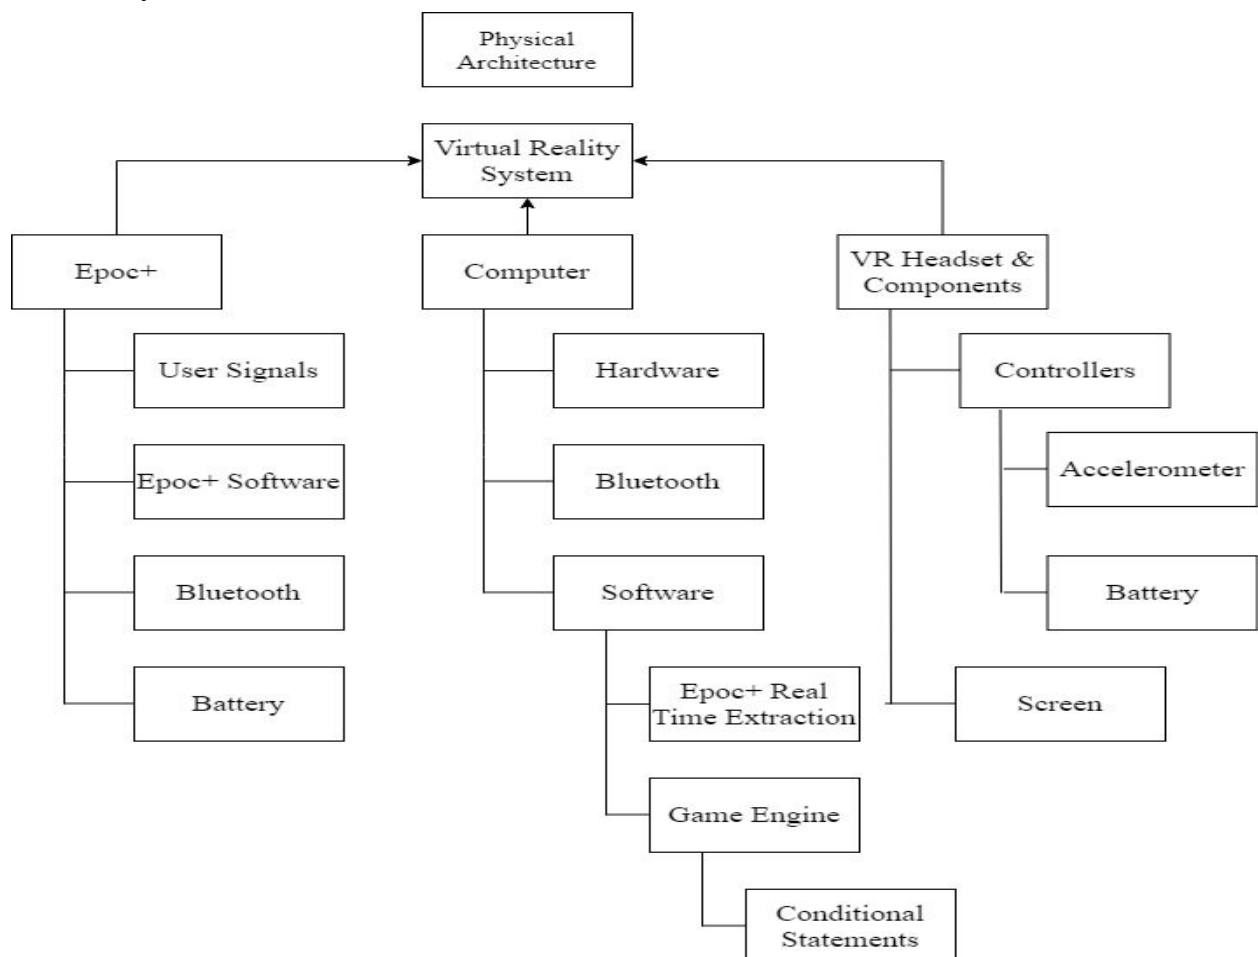 Physical
Architecture
Virtual Reality
System
Epoc+
Computer
VR Headset &
Components
User Signals
Hardware
Controllers
Accelerometer
Epoc+ Software
Bluetooth
Bluetooth
Software
Battery
Battery
Epoc+ Real
Time Extraction
Screen
Game Engine
Conditional
Statements